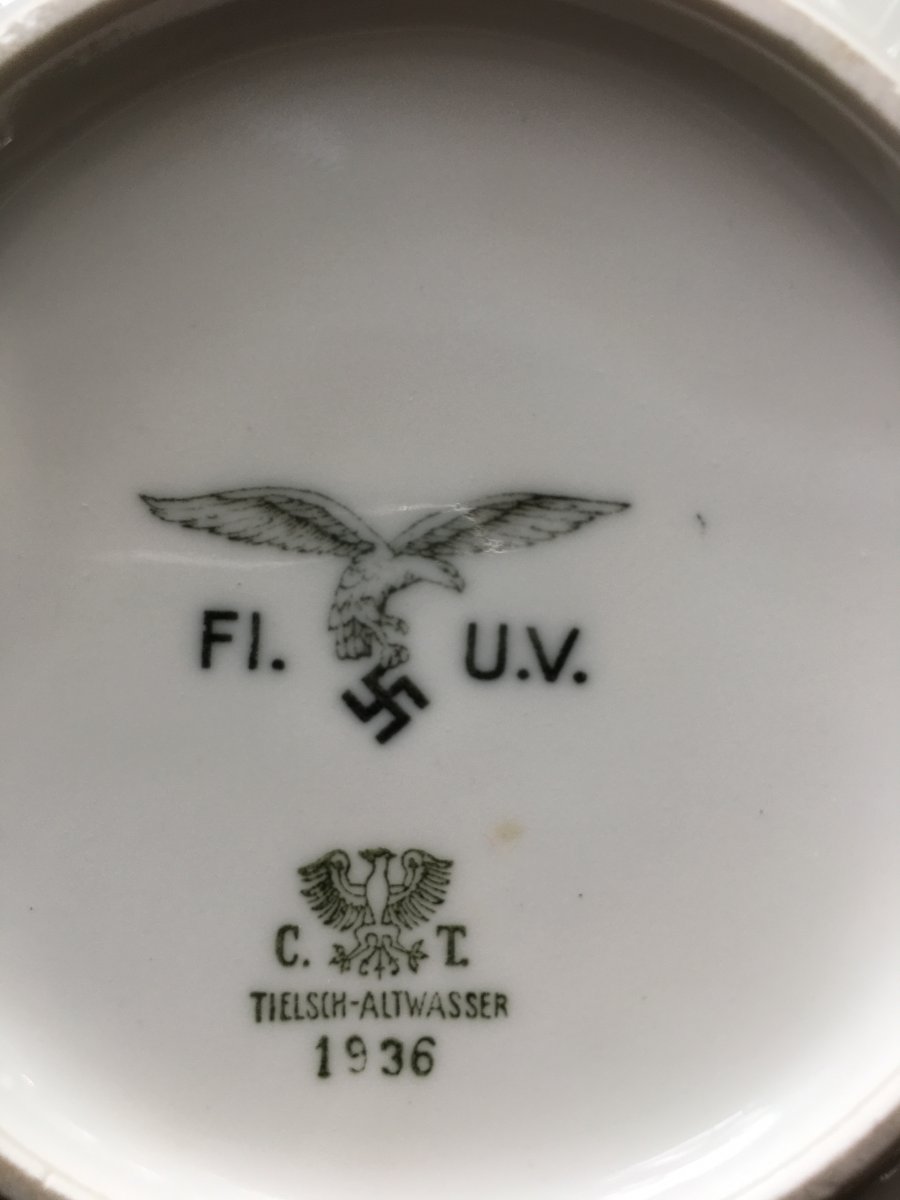 Fl. U.V.
C. T.
TIELSCH-ALTWASSER
1936